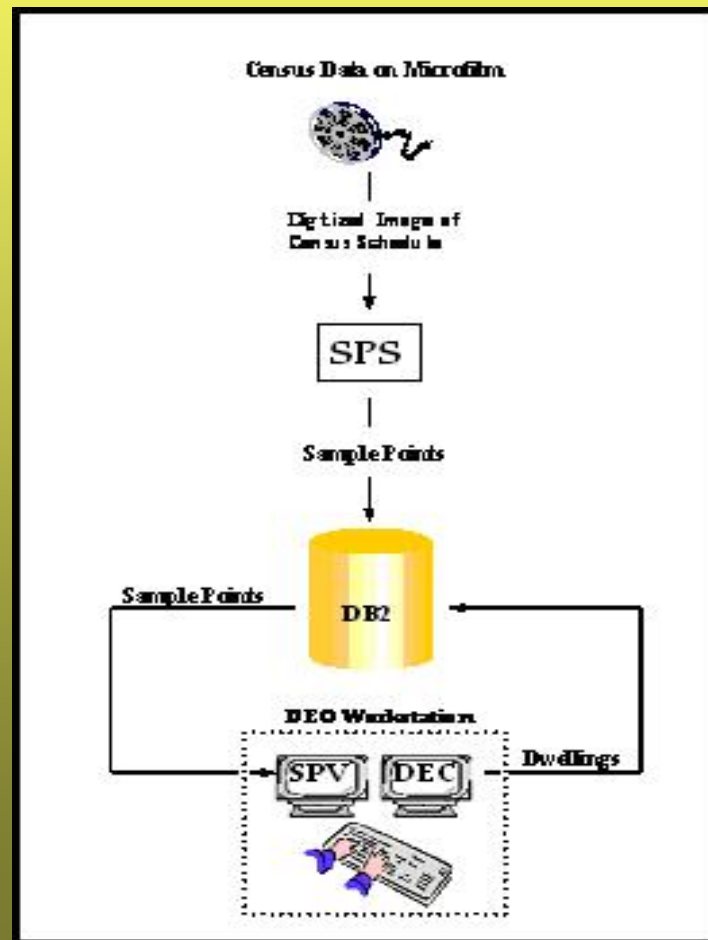 Census Data on Microfilm
Digitized Image of
Census Schedule
SPS
Sample Points
Sample Points
DB2
DEO Workstation
SPV
DEC
Dwellings